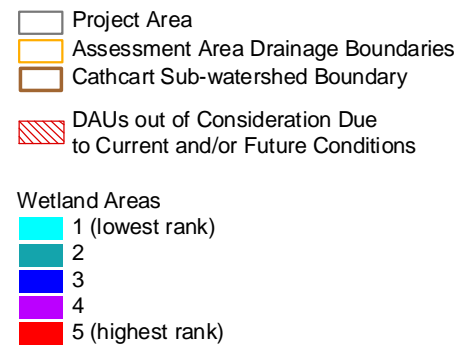 Project Area
Assessment Area Drainage Boundaries
Cathcart Sub-watershed Boundary
DAUs out of Consideration Due
to Current and/or Future Conditions
Wetland Areas
1 (lowest rank)
2
3
4
5 (highest rank)